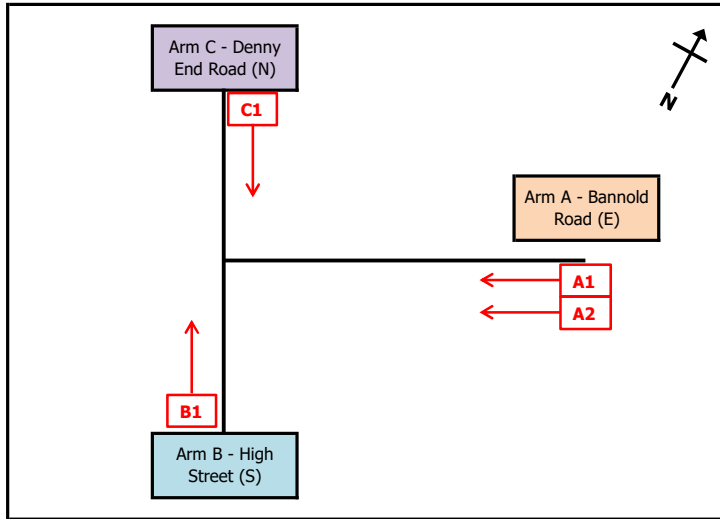 Arm C - Denny
End Road (N)
C1
N
Arm A - Bannold
Road (E)
A1
A2
B1
Arm B - High
Street (S)